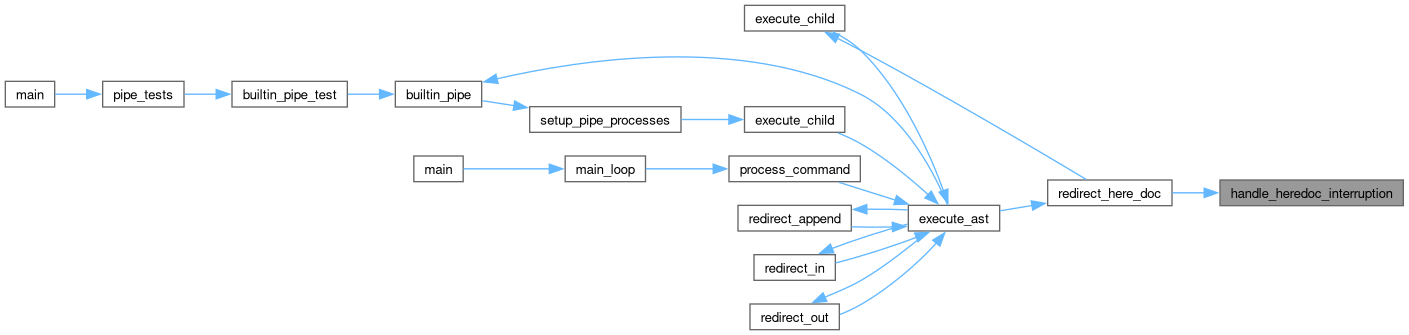 execute_child
main
pipe_tests
builtin_pipe_test
builtin_pipe
setup_pipe_processes
execute_child
main
main_loop
process_command
redirect_here_doc
handle_heredoc_interruption
redirect_append
execute_ast
redirect_in
redirect_out